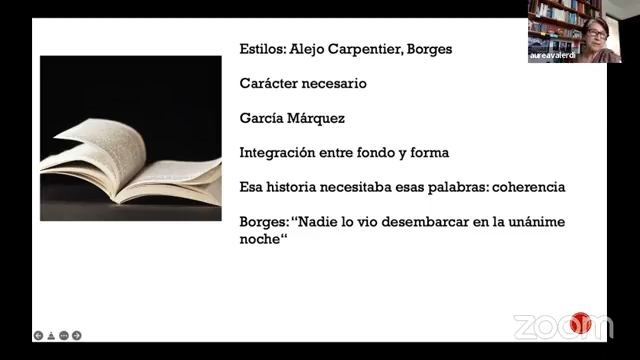 Estilos: Alejo Carpentier, Borges
Carácter necesario
García Márquez
Integración entre fondo y forma
Esa historia necesitaba esas palabras: coherencia
Borges: “Nadie lo vio desembarcar en la unánime
noche“
aureavalerdi
zoom